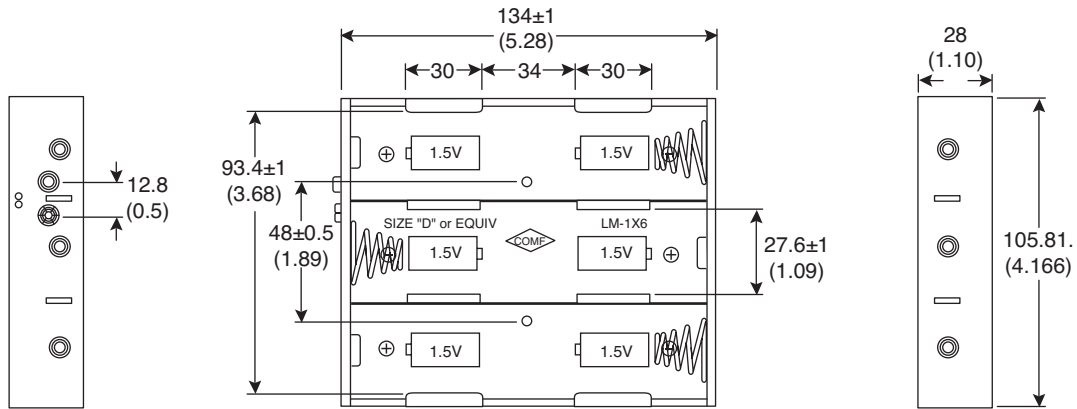 134±1
(5.28)
30
34
30
28
(1.10)
12.8
(0.5)
93.4±1
(3.68)
1.5V
1.5V
48±0.5
(1.89)
SIZE "D" or EQUIV
LM-1X6
COMF
1.5V
1.5V
27.6±1
(1.09)
105.81.
(4.166)
1.5V
1.5V